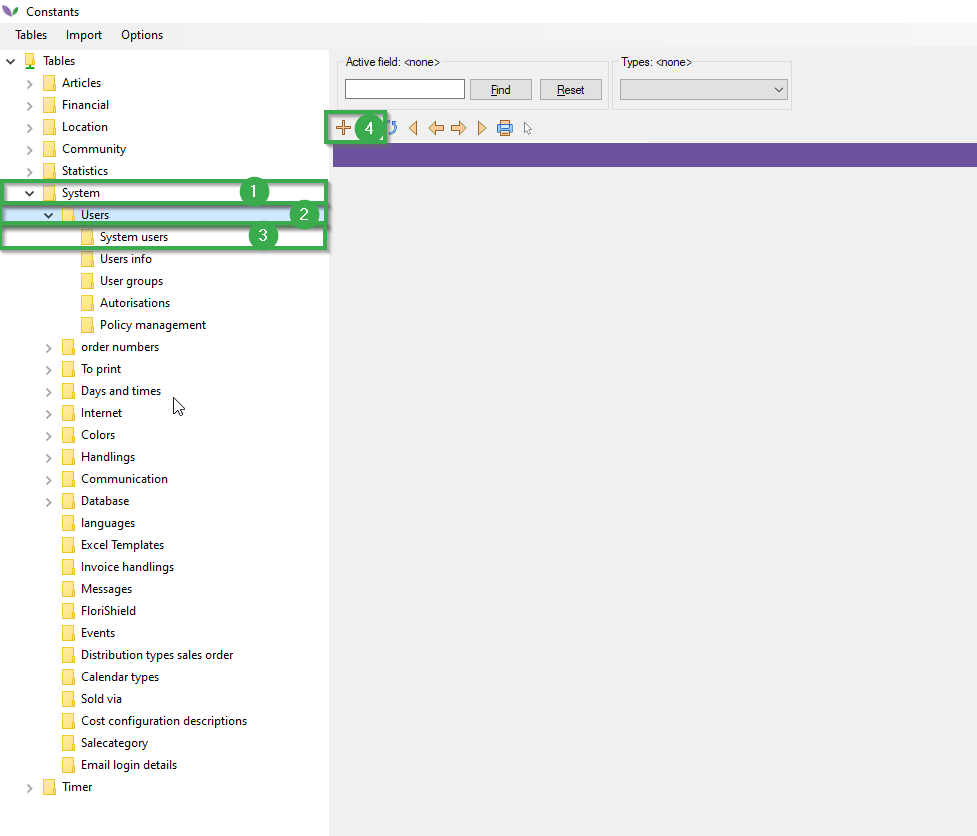 Constants
Tables Import Options
Tables
Articles
Financial
Location
Community
Statistics
System 1
Users 2
System users 3
Users info
User groups
Autorisations
Policy management
order numbers
To print
Days and times
Internet
Colors
Handlings
Communication
Database
languages
Excel Templates
Invoice handlings
Messages
FloriShield
Events
Distribution types sales order
Calendar types
Sold via
Cost configuration descriptions
Salecategory
Email login details
Timer
Active field: <none>
Find Reset
Types: <none>
4